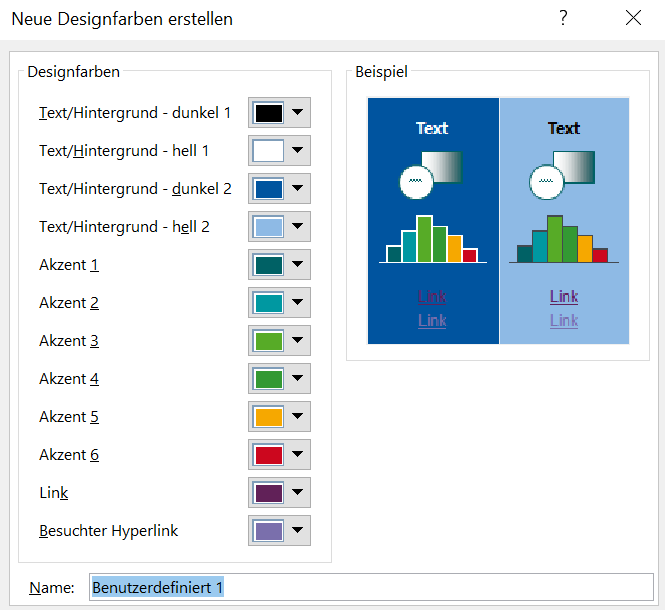 Neue Designfarben erstellen ? ×
Designfarben
Text/Hintergrund - dunkel 1
Text/Hintergrund - hell 1
Text/Hintergrund - dunkel 2
Text/Hintergrund - hell 2
Akzent 1
Akzent 2
Akzent 3
Akzent 4
Akzent 5
Akzent 6
Link
Besuchter Hyperlink
Beispiel
Text
Link
Link
Text
Link
Link
Name: Benutzerdefiniert 1